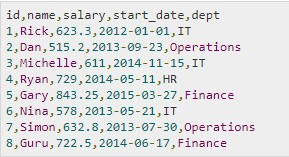 id,name,salary,start_date,dept
1,Rick,623.3,2012-01-01,IT
2,Dan,515.2,2013-09-23,Operations
3,Michelle,611,2014-11-15,IT
4,Ryan,729,2014-05-11,HR
5,Gary,843.25,2015-03-27,Finance
6,Nina,578,2013-05-21,IT
7,Simon,632.8,2013-07-30,Operations
8,Guru,722.5,2014-06-17,Finance